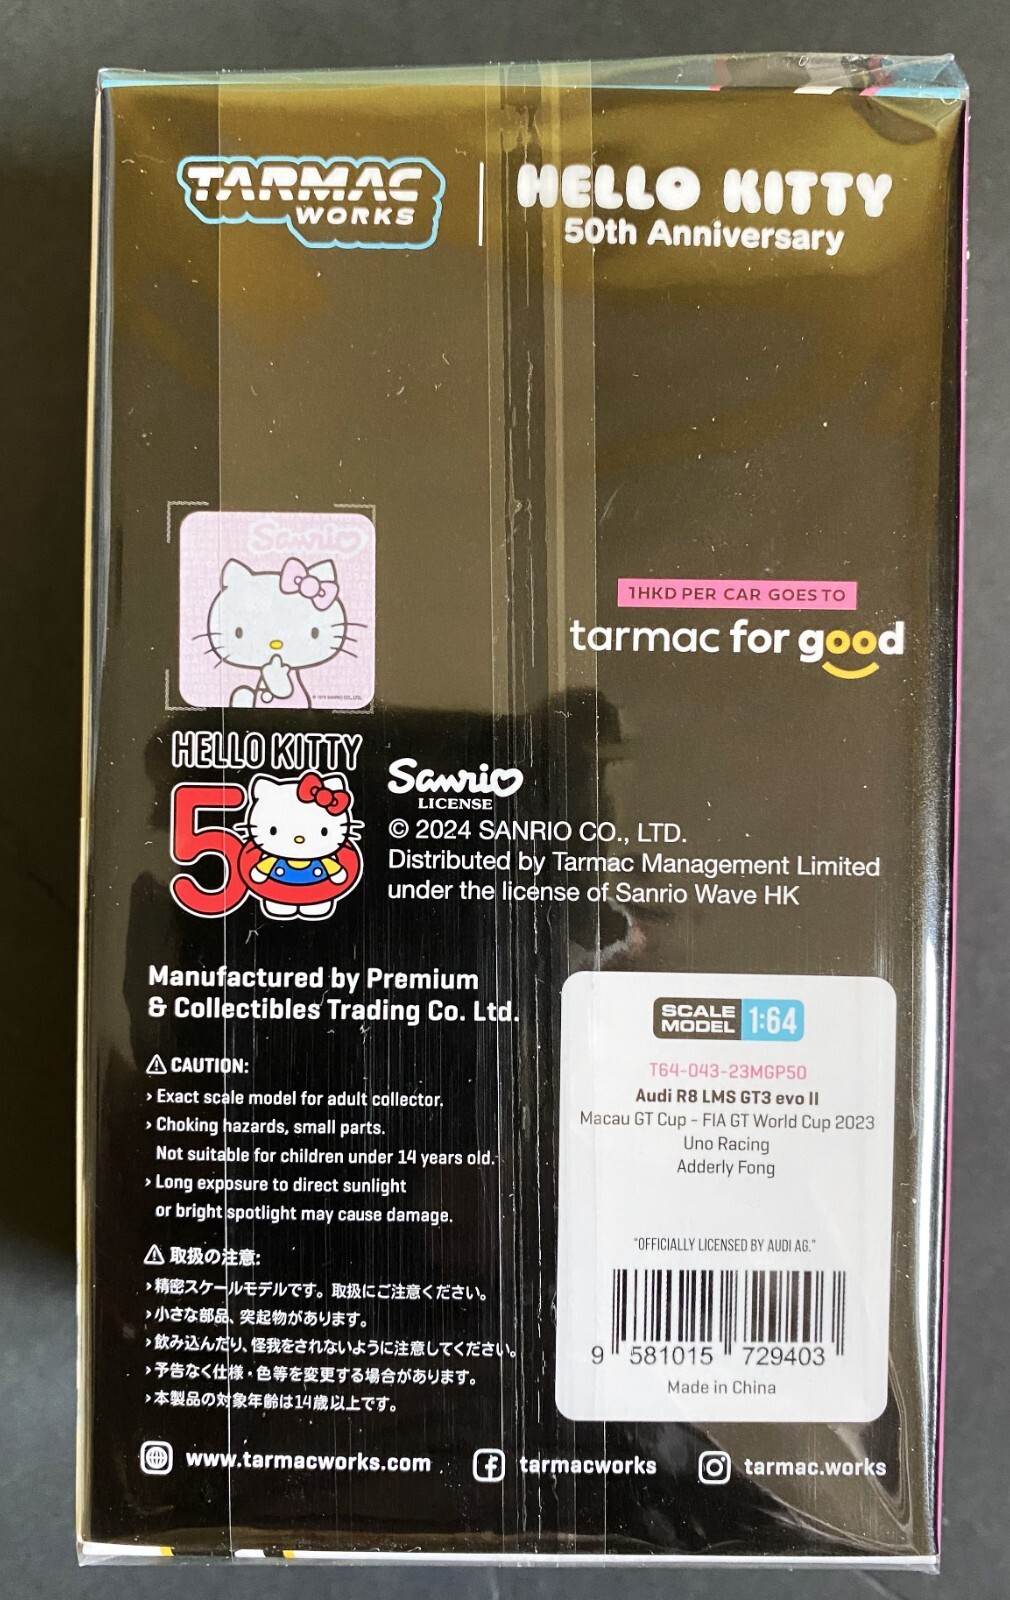 TARMAC
WORKS
HELLO KITTY
50th Anniversary
Sanrio
1HKD PER CAR GOES TO
tarmac for good
HELLO KITTY
50
Sanrio
LICENSE
© 2024 SANRIO CO., LTD.
Distributed by Tarmac Management Limited
under the license of Sanrio Wave HK
Manufactured by Premium
& Collectibles Trading Co. Ltd.
⚠ CAUTION:
› Exact scale model for adult collector.
› Choking hazards, small parts.
Not suitable for children under 14 years old.
› Long exposure to direct sunlight
or bright spotlight may cause damage.
⚠ 取扱の注意:
› 精密スケールモデルです。取扱にご注意ください。
› 小さな部品、突起物があります。
› 飲み込んだり、怪我をされないように注意してください。
› 予告なく仕様・色等を変更する場合があります。
› 本製品の対象年齢は14歳以上です。
SCALE
MODEL 1:64
T64-043-23MGP50
Audi R8 LMS GT3 evo II
Macau GT Cup - FIA GT World Cup 2023
Uno Racing
Adderly Fong
"OFFICIALLY LICENSED BY AUDI AG."
9 581015 729403
Made in China
www.tarmacworks.com
tarmacworks
tarmac.works